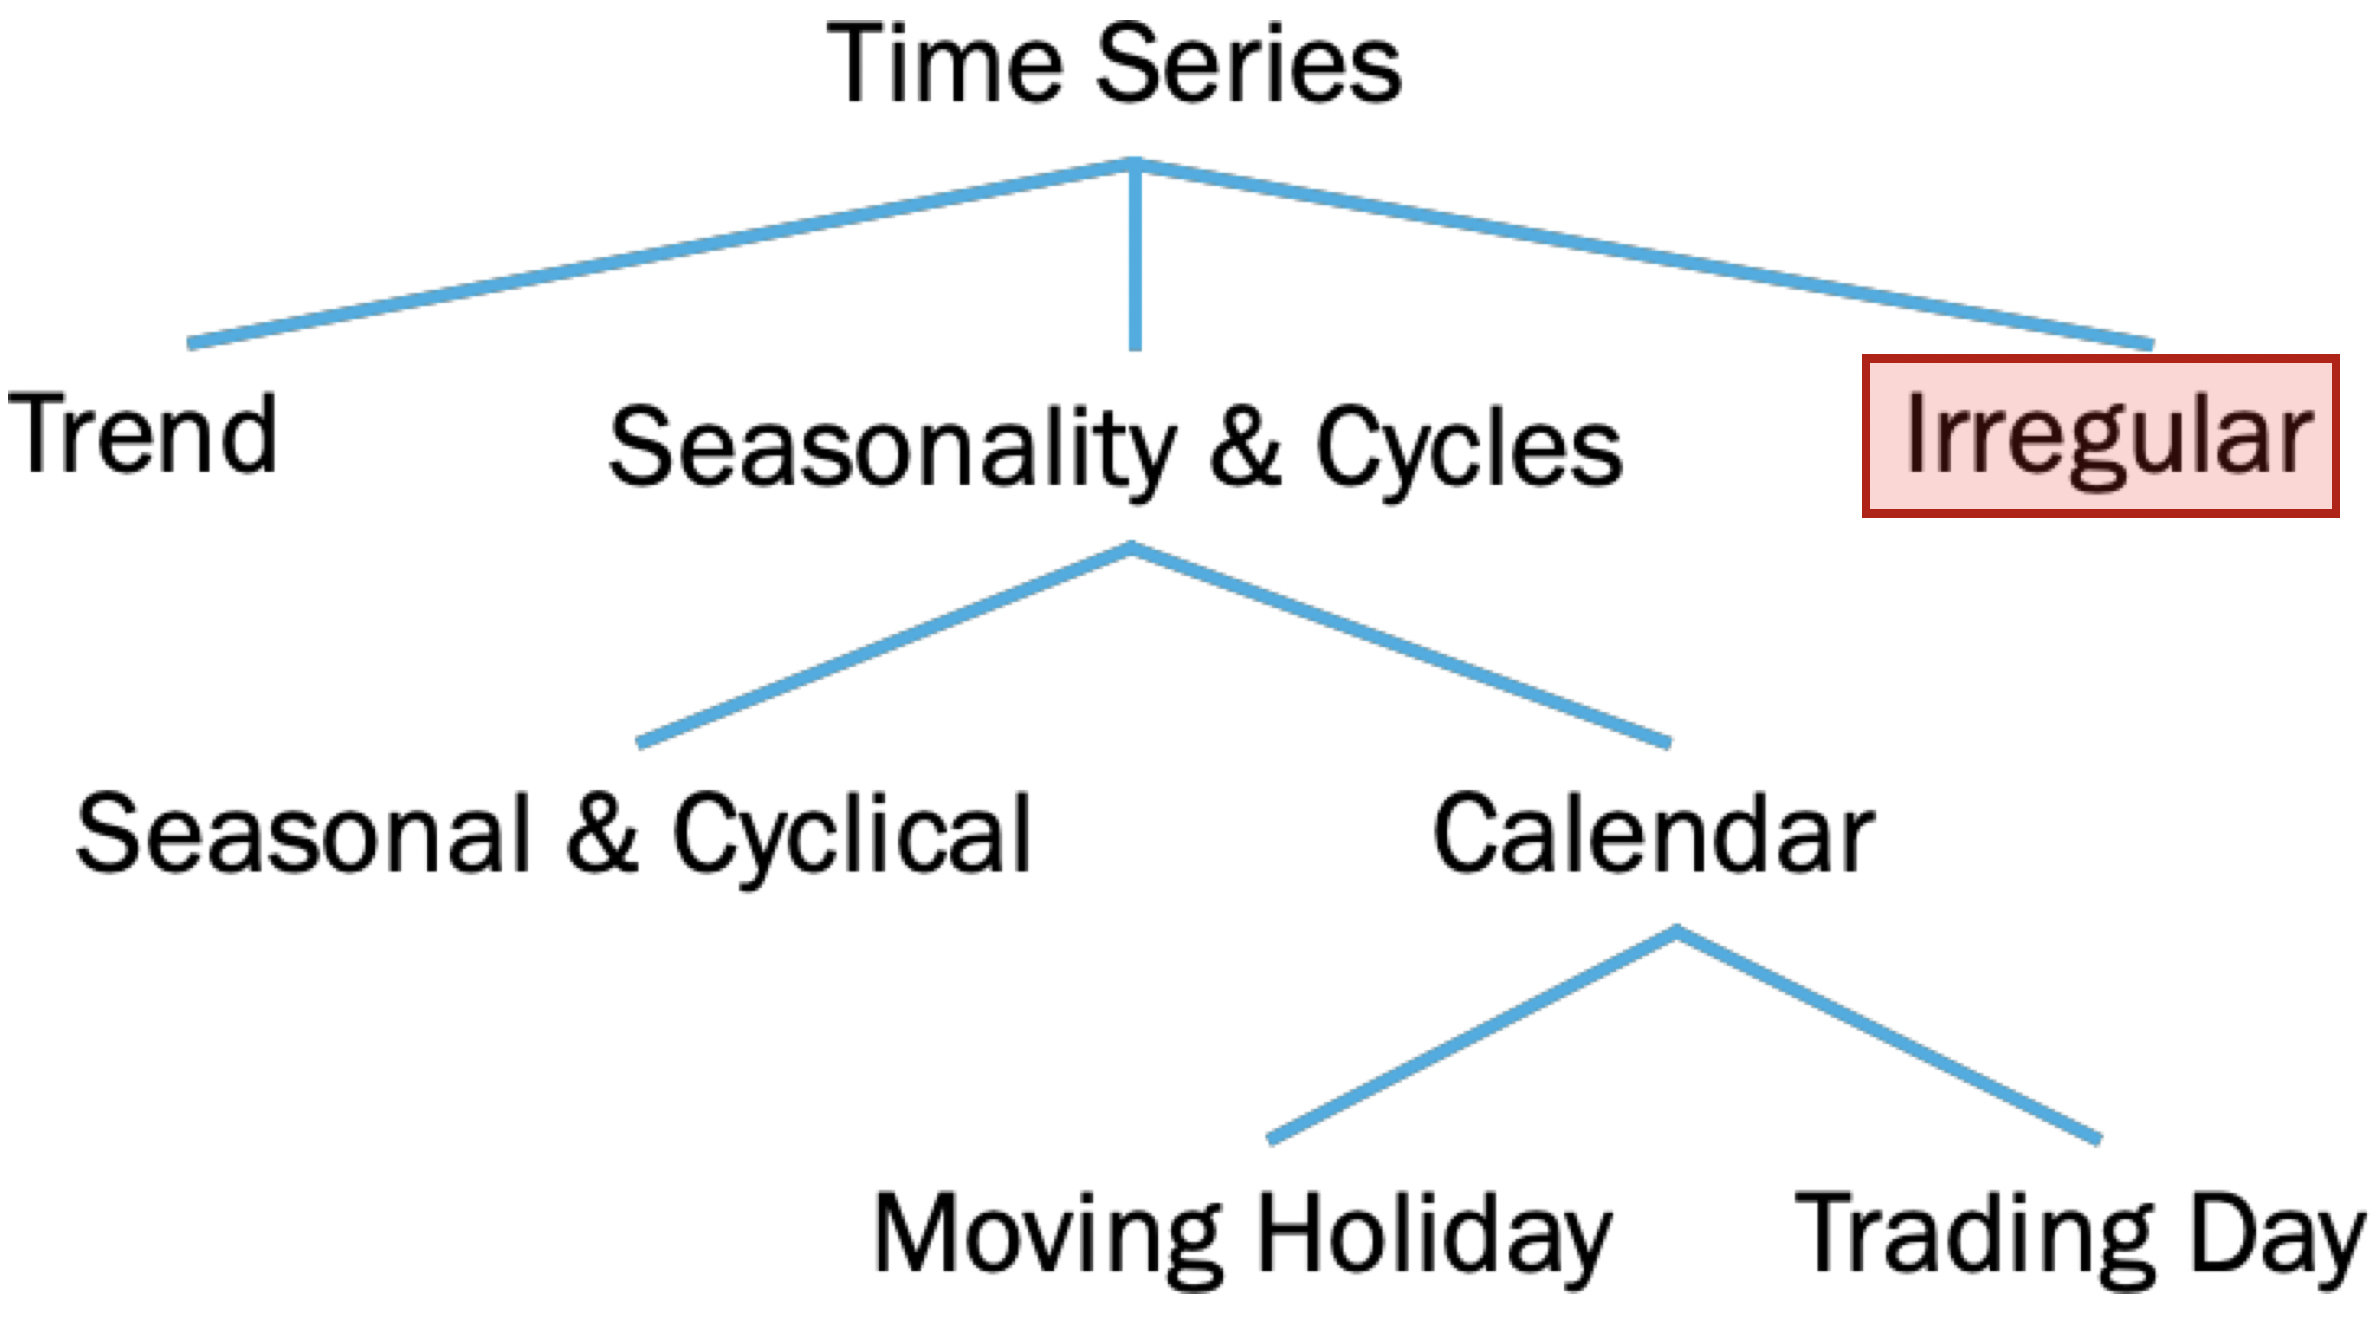 Time Series
Trend
Seasonality & Cycles
Irregular
Seasonal & Cyclical
Calendar
Moving Holiday
Trading Day